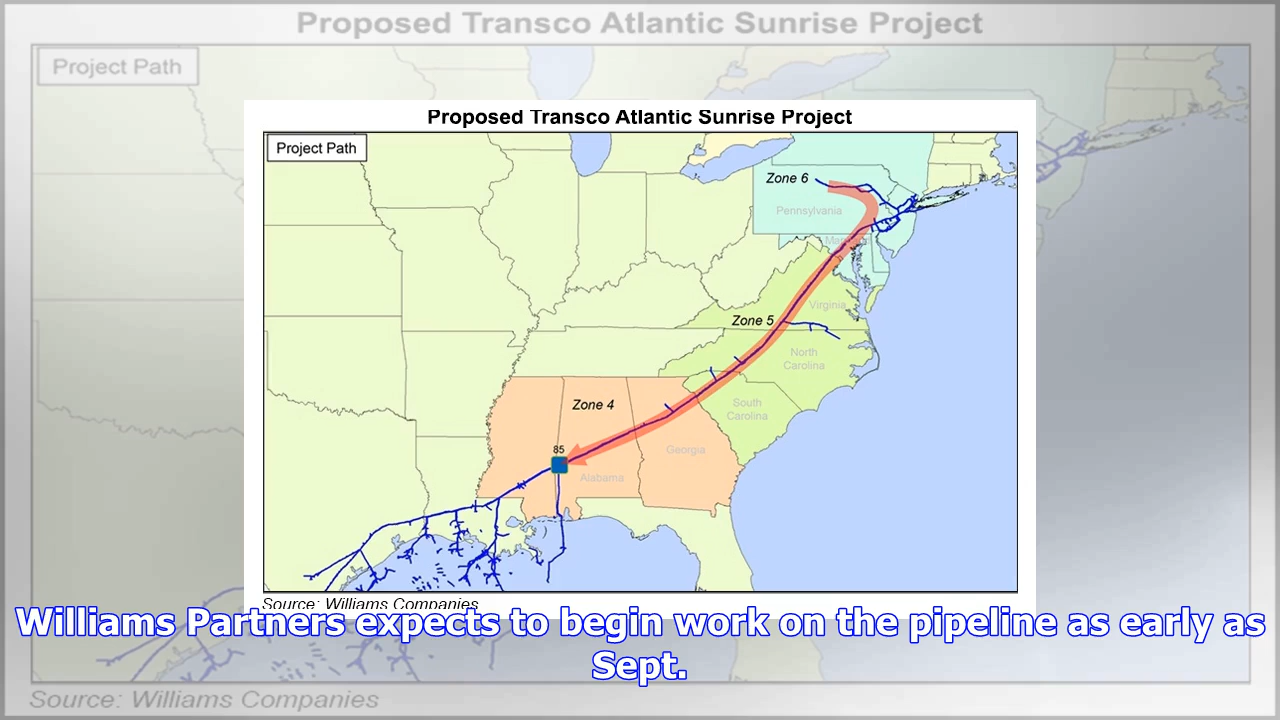 Proposed Transco Atlantic Sunrise Project
Project Path
Proposed Transco Atlantic Sunrise Project
Project Path
Zone 6
Pennsylvania
Maryland
Virginia
Zone 5
North
Carolina
Zone 4
South
Carolina
85
Georgia
Alabama
Source: Williams Companies
Williams Partners expects to begin work on the pipeline as early as
Sept.
Source: Williams Companies